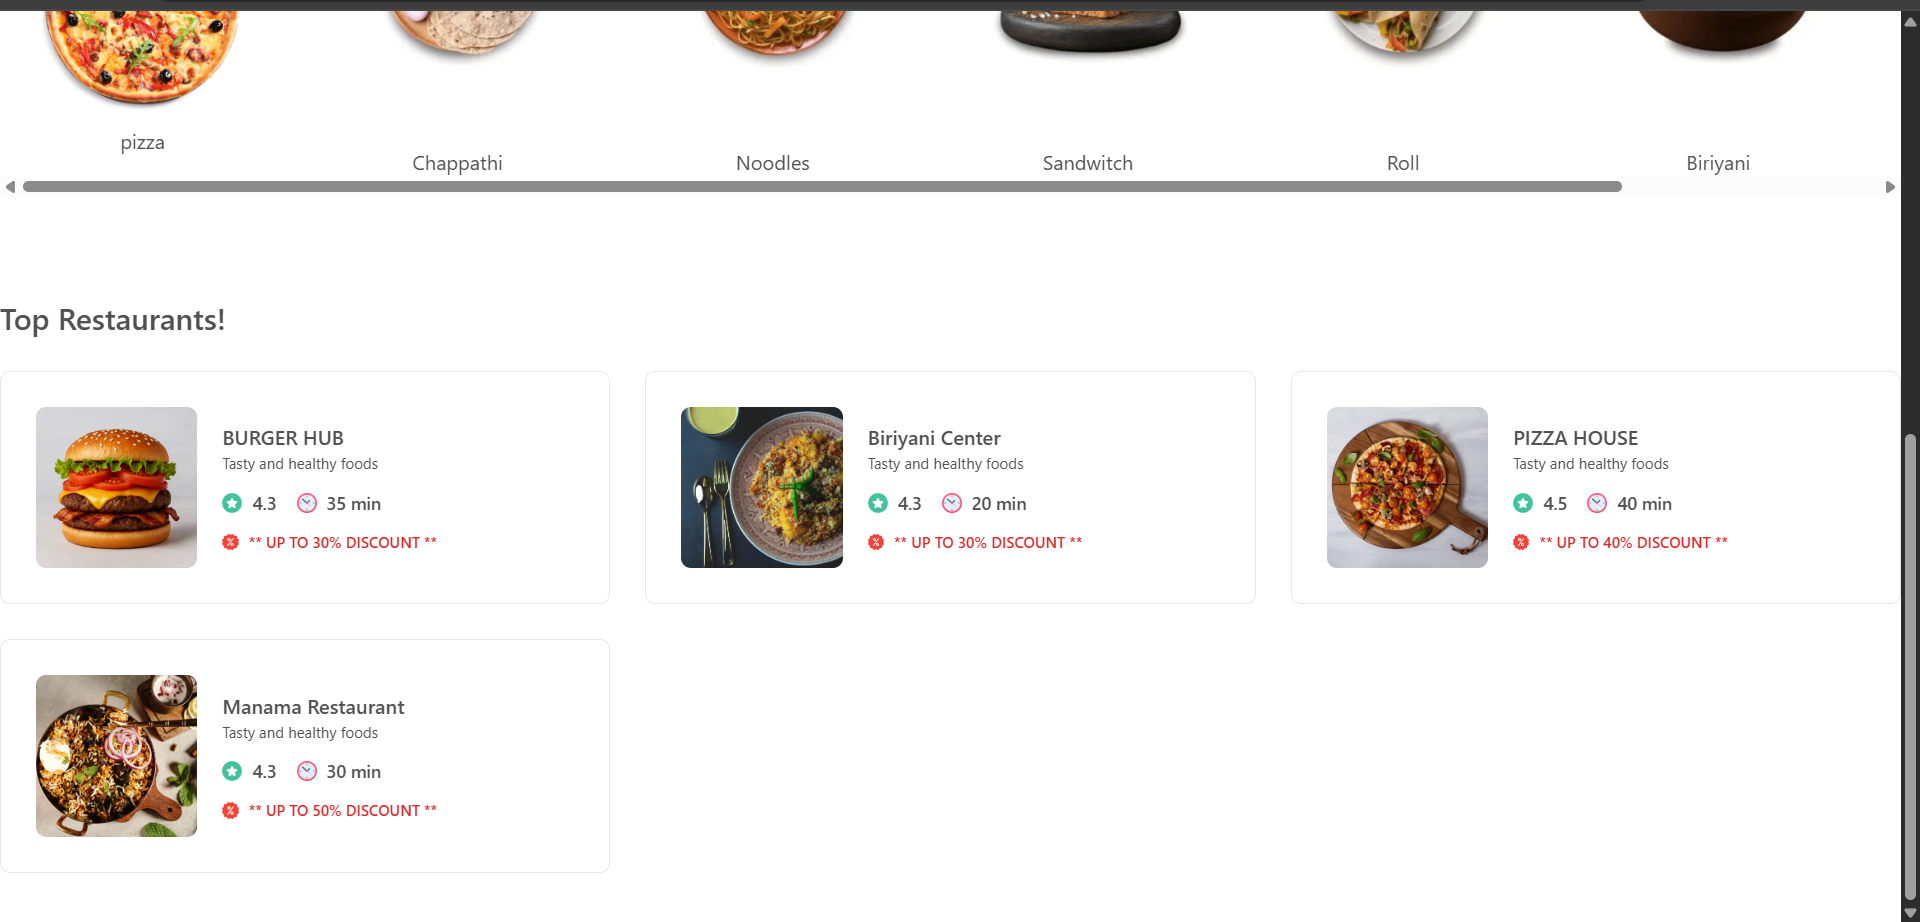 pizza
Chappathi
Noodles
Sandwitch
Roll
Biriyani
Top Restaurants!
BURGER HUB
Tasty and healthy foods
4.3 35 min
** UP TO 30% DISCOUNT **
Biriyani Center
Tasty and healthy foods
4.3 20 min
** UP TO 30% DISCOUNT **
PIZZA HOUSE
Tasty and healthy foods
4.5 40 min
** UP TO 40% DISCOUNT **
Manama Restaurant
Tasty and healthy foods
4.3 30 min
** UP TO 50% DISCOUNT **